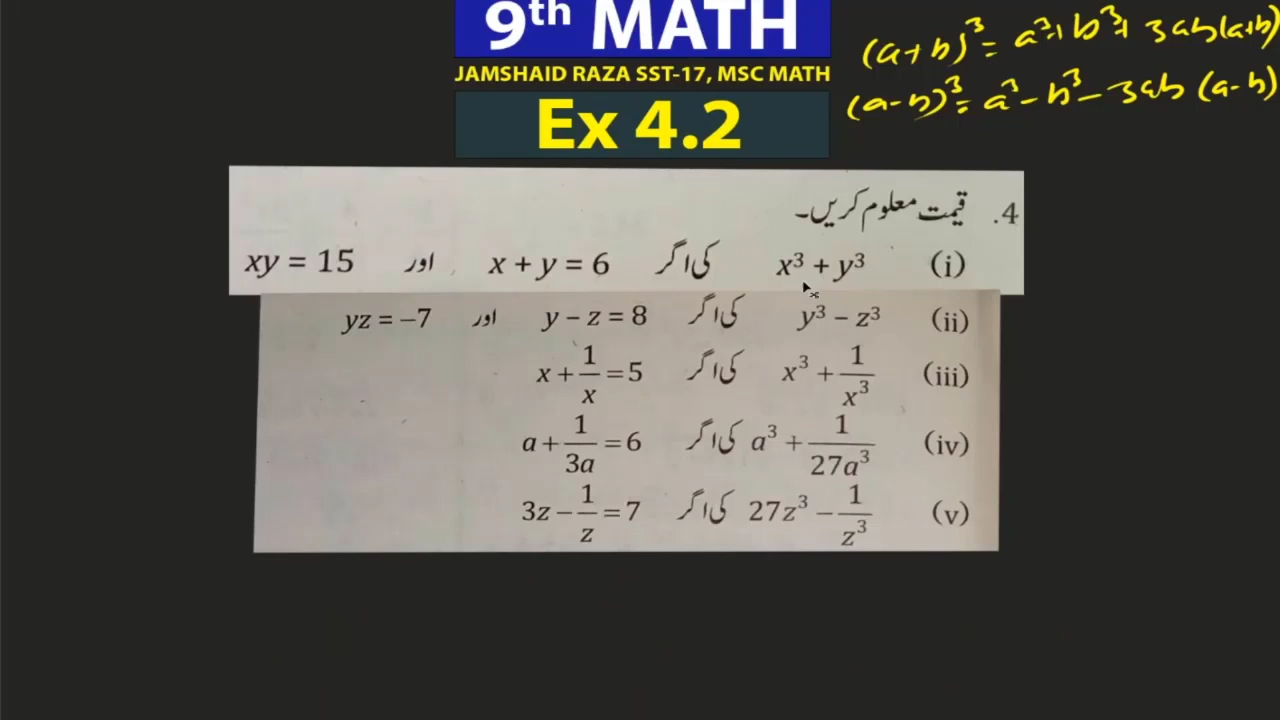 9th MATH
JAMSHAID RAZA SST-17, MSC MATH
Ex 4.2
(a+b)³ = a³+b³+3ab(a+b)
(a-b)³ = a³-b³-3ab(a-b)
4. قیمت معلوم کریں۔
(i) x³ + y³ کی اگر x + y = 6 اور xy = 15
(ii) y³ – z³ کی اگر y – z = 8 اور yz = –7
(iii) x³ + 1/x³ کی اگر x + 1/x = 5
(iv) a³ + 1/27a³ کی اگر a + 1/3a = 6
(v) 27z³ – 1/z³ کی اگر 3z – 1/z = 7